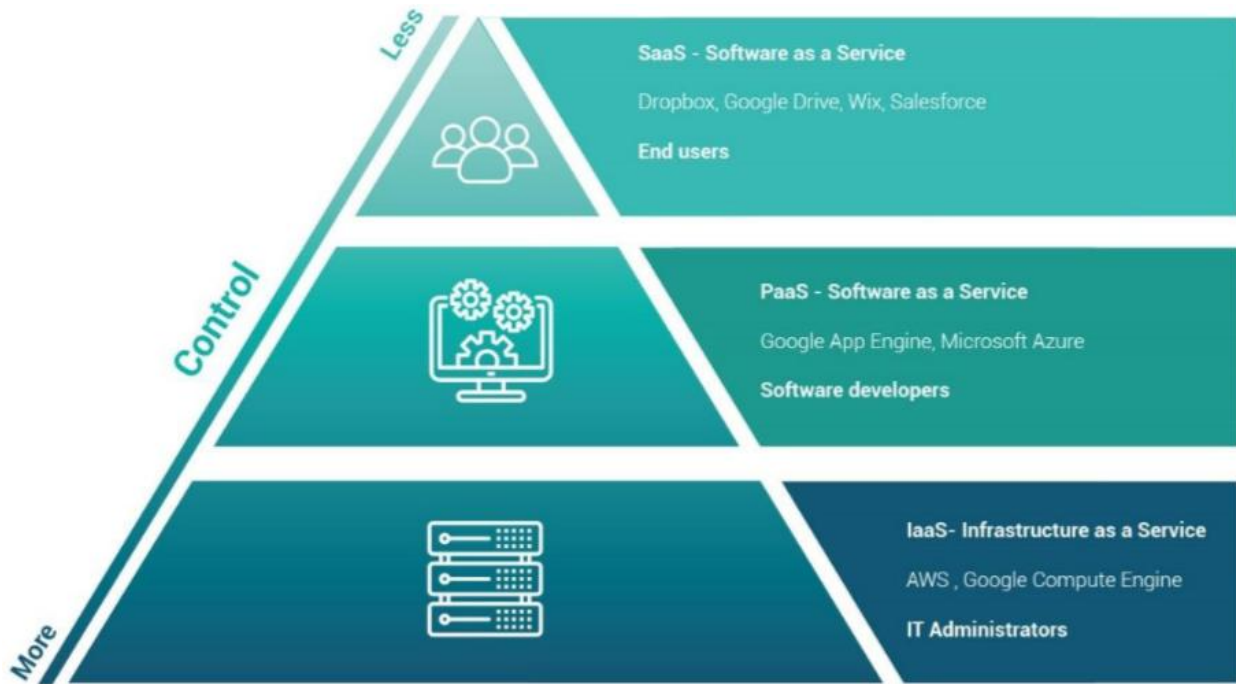 Less
Control
More
SaaS - Software as a Service
Dropbox, Google Drive, Wix, Salesforce
End users
PaaS - Software as a Service
Google App Engine, Microsoft Azure
Software developers
IaaS- Infrastructure as a Service
AWS , Google Compute Engine
IT Administrators